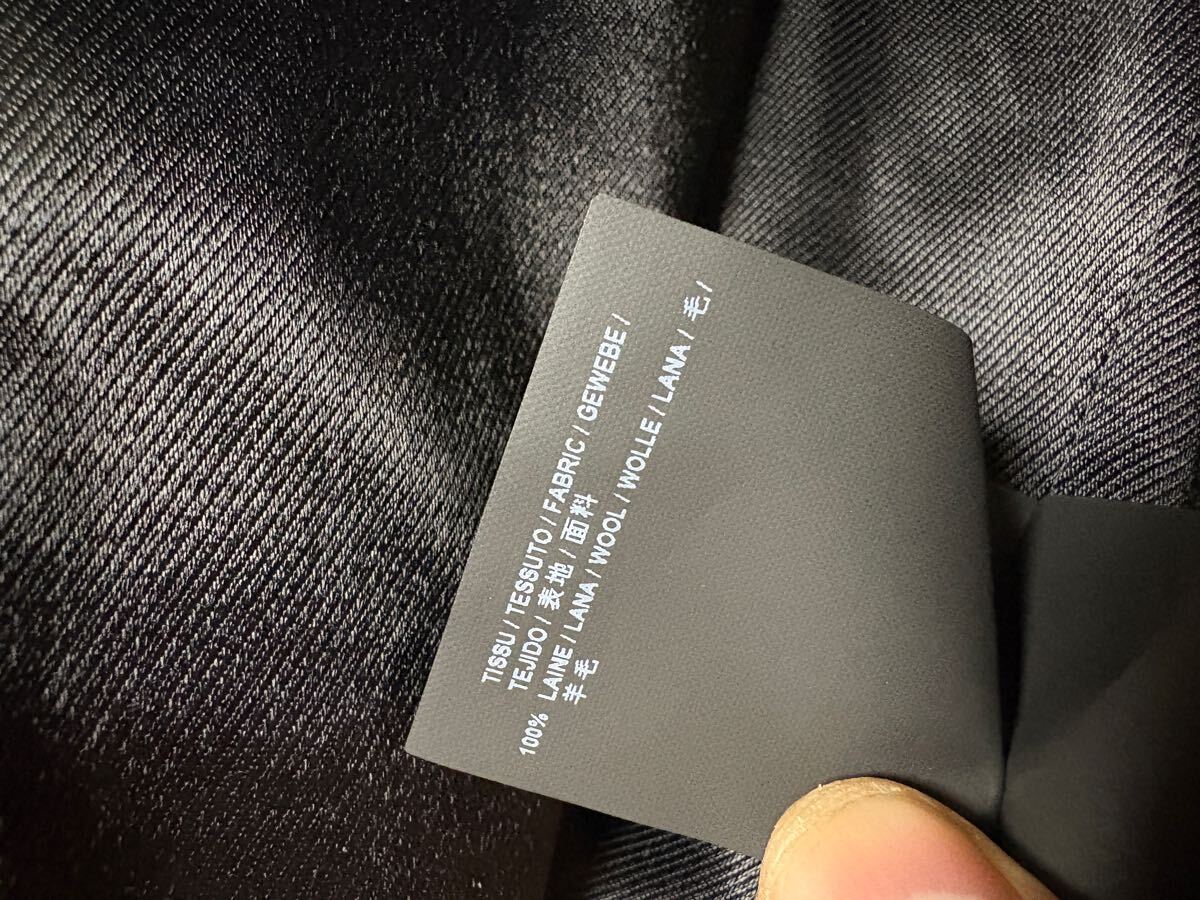 TISSU / TESSUTO / FABRIC / GEWEBE /
TEJIDO / 表地 / 面料
100% LAINE / LANA / WOOL / WOLLE / LANA / 毛 /
羊毛